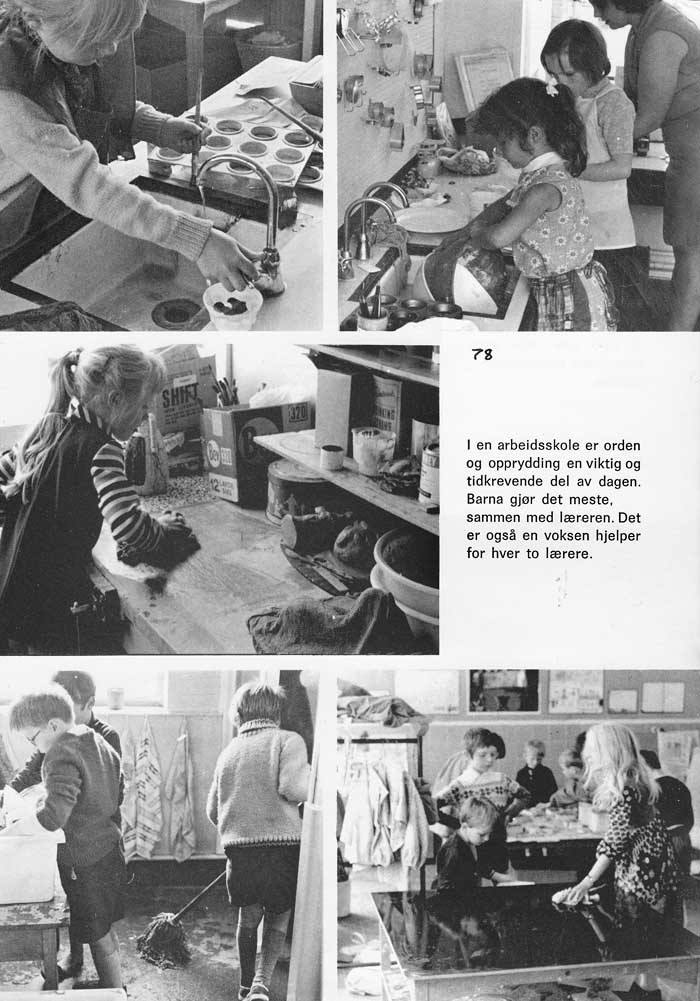 78
I en arbeidsskole er orden
og opprydding en viktig og
tidkrevende del av dagen.
Barna gjør det meste,
sammen med læreren. Det
er også en voksen hjelper
for hver to lærere.
SHIFT
320
12